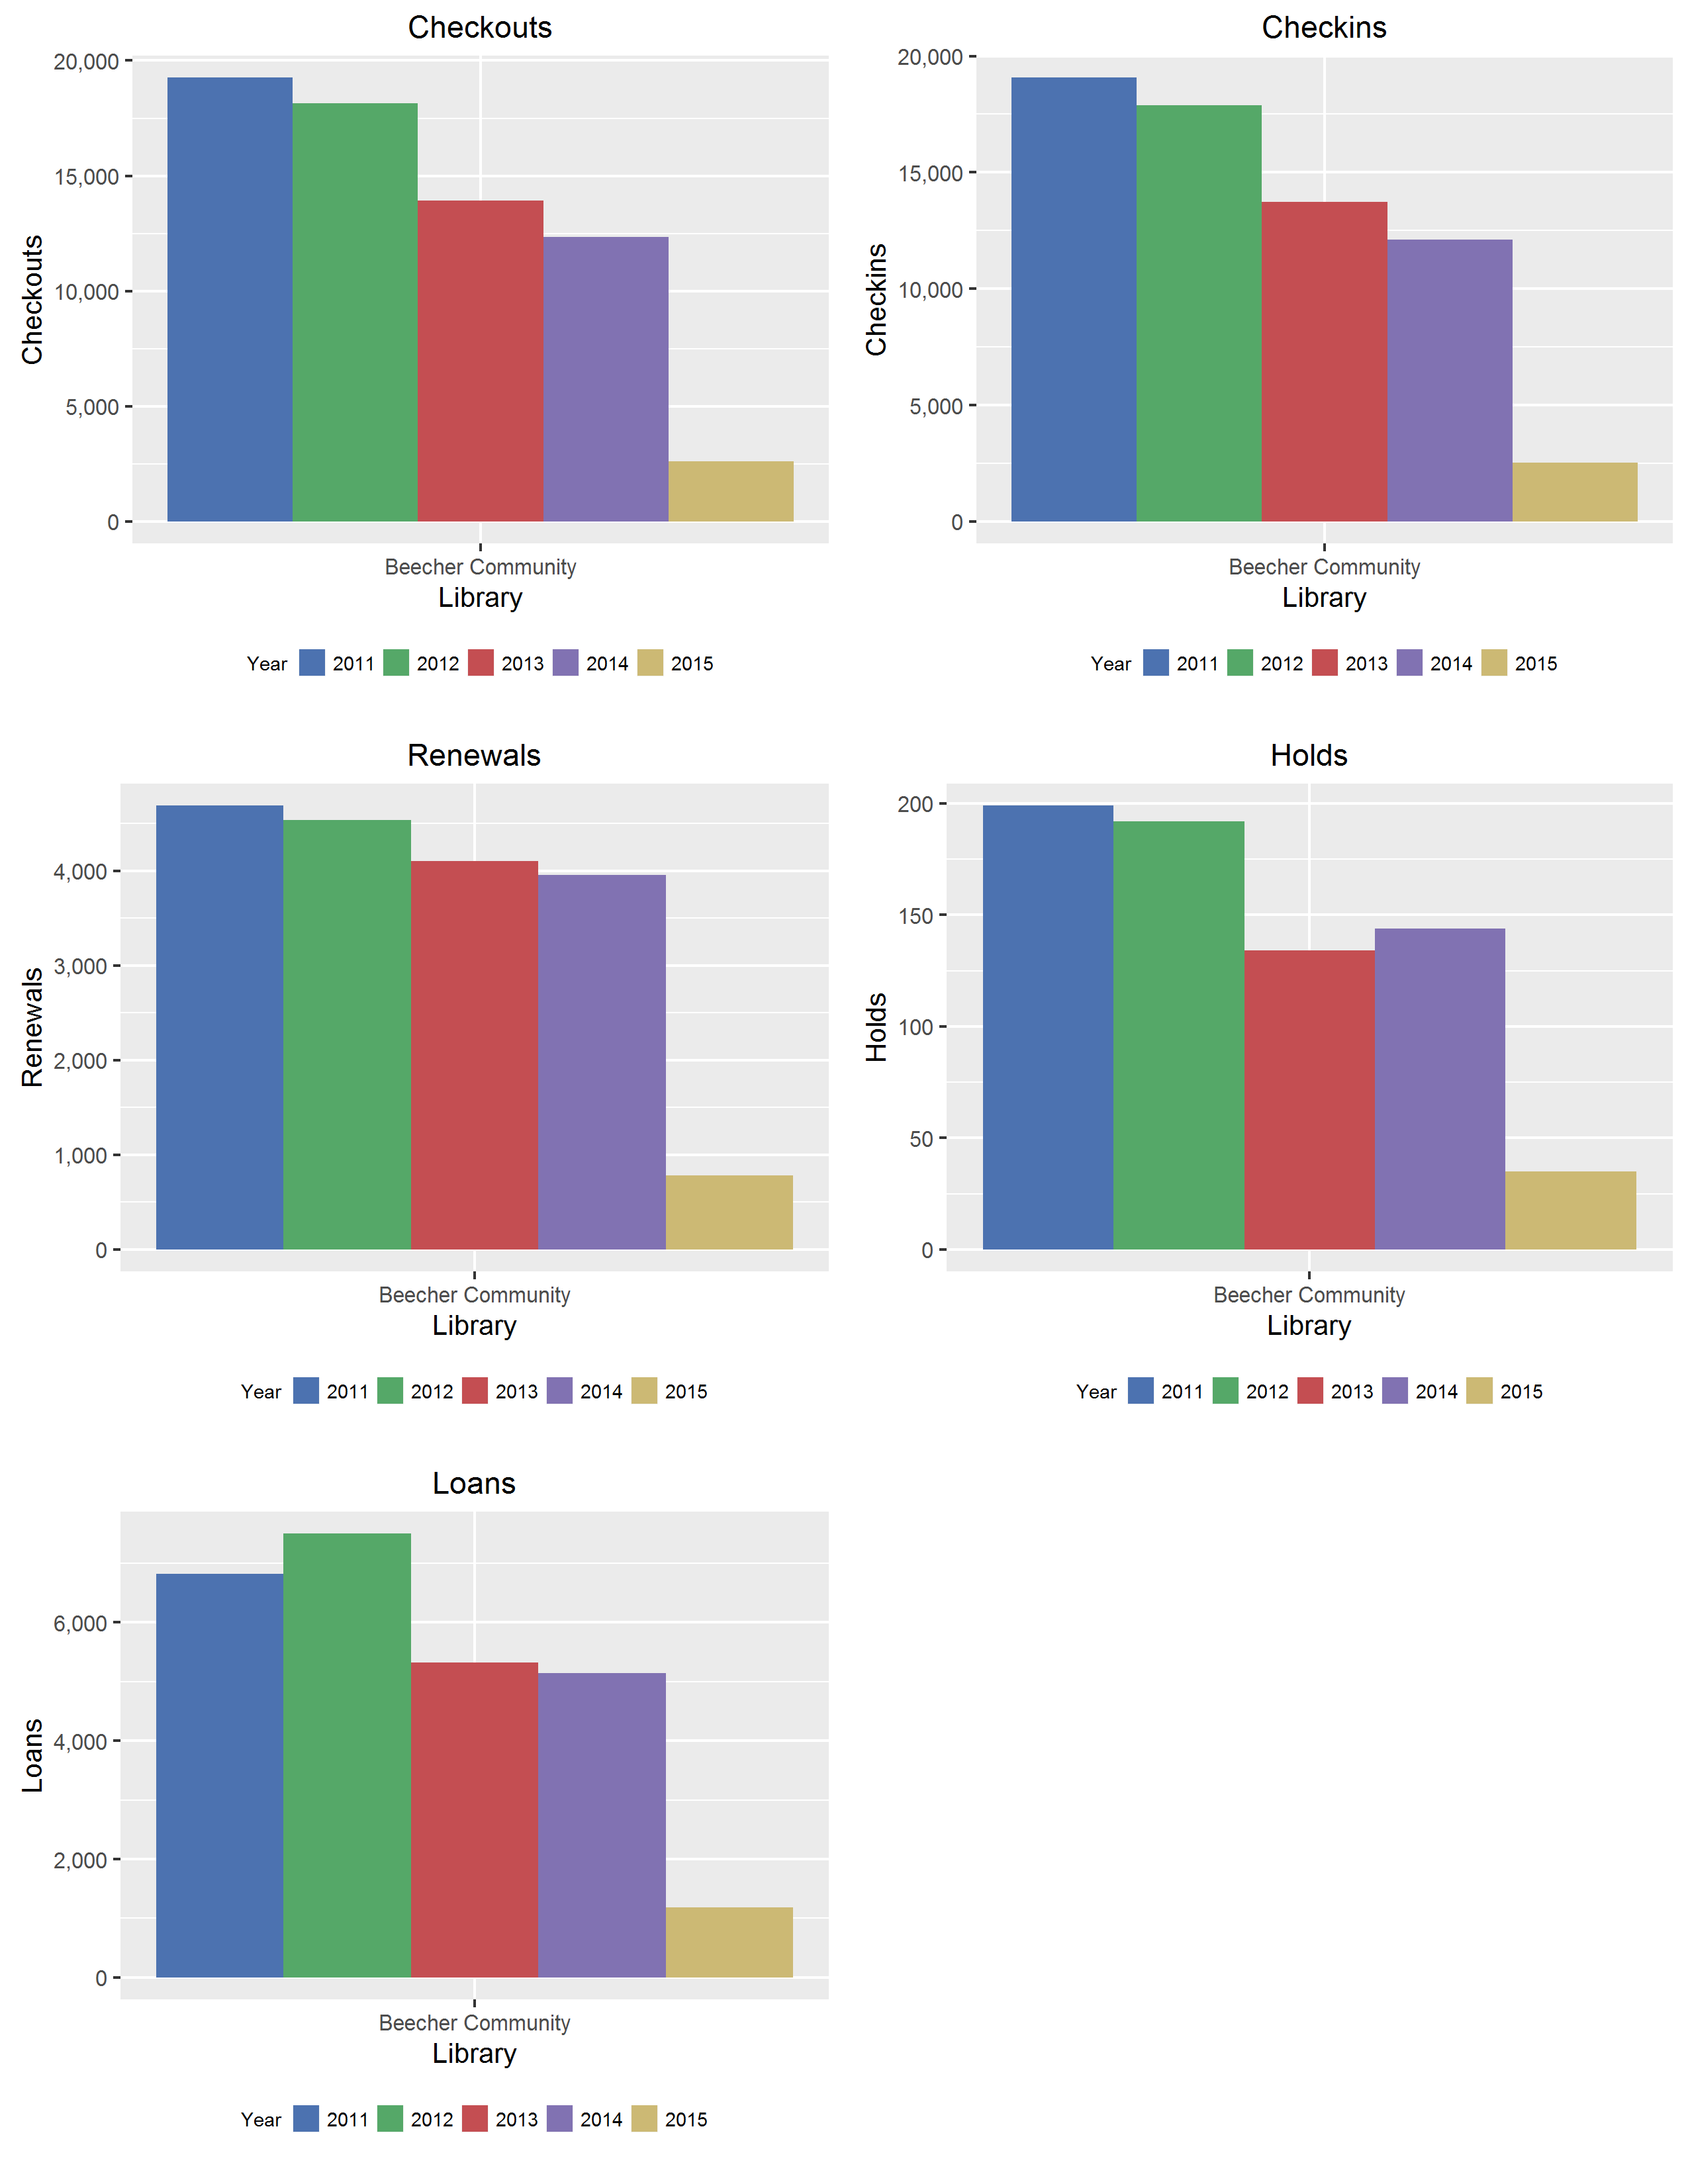 Checkouts
20,000
15,000
10,000
5,000
0
Checkouts
Beecher Community
Library
Year 2011 2012 2013 2014 2015
Checkins
20,000
15,000
10,000
5,000
0
Checkins
Beecher Community
Library
Year 2011 2012 2013 2014 2015
Renewals
4,000
3,000
2,000
1,000
0
Renewals
Beecher Community
Library
Year 2011 2012 2013 2014 2015
Holds
200
150
100
50
0
Holds
Beecher Community
Library
Year 2011 2012 2013 2014 2015
Loans
6,000
4,000
2,000
0
Loans
Beecher Community
Library
Year 2011 2012 2013 2014 2015